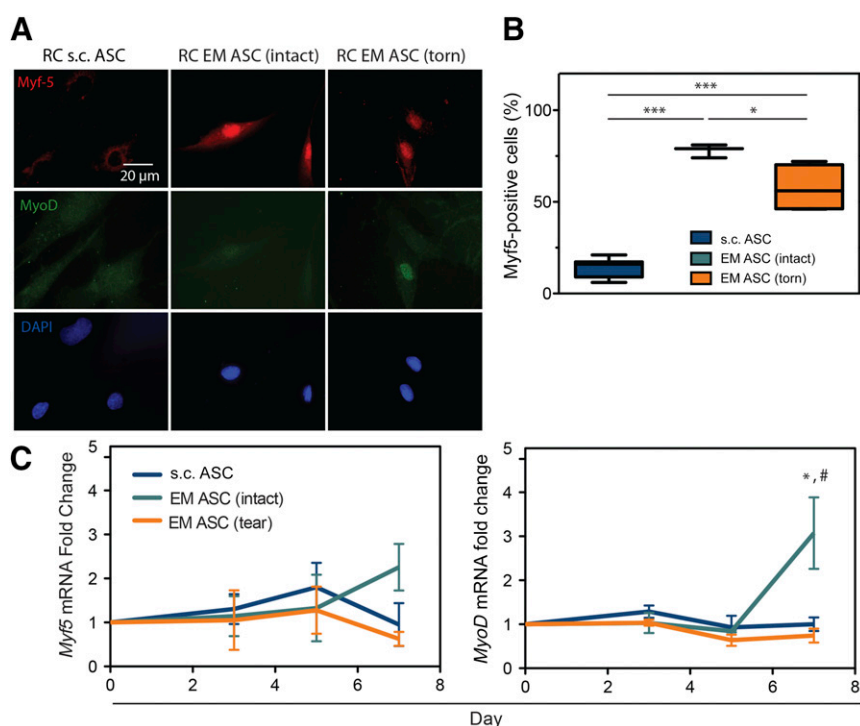 A
RC s.c. ASC RC EM ASC (intact) RC EM ASC (torn)
Myf-5
20 µm
MyoD
DAPI
B
Myf5-positive cells (%)
100
50
0
***
*** *
s.c. ASC
EM ASC (intact)
EM ASC (torn)
C
Myf5 mRNA Fold Change
5
4
3
2
1
0
s.c. ASC
EM ASC (intact)
EM ASC (tear)
0 2 4 6 8
MyoD mRNA fold change
5
4
3
2
1
0
*, #
0 2 4 6 8
Day